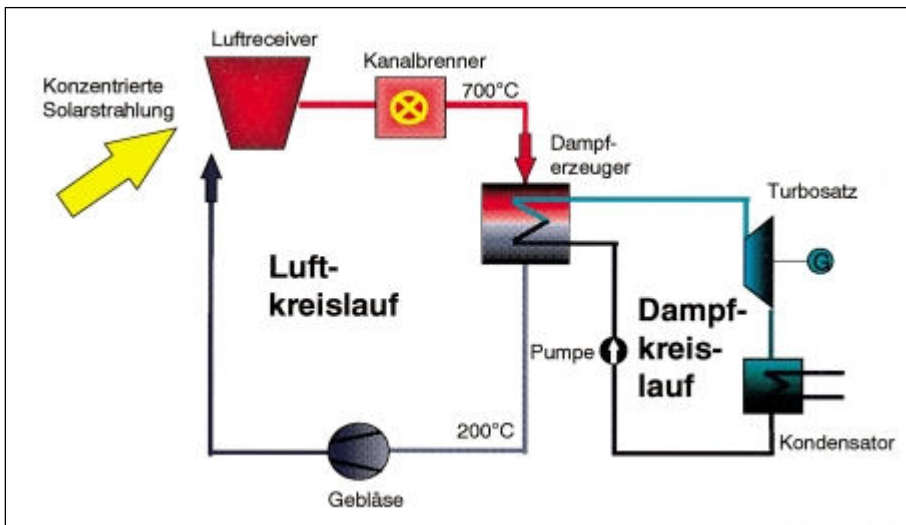 Luftreceiver
Kanalbrenner
Konzentrierte
Solarstrahlung
700°C
Dampf-
erzeuger
Turbosatz
G
Luft-
kreislauf
Dampf-
kreis-
lauf
Pumpe
200°C
Kondensator
Gebläse